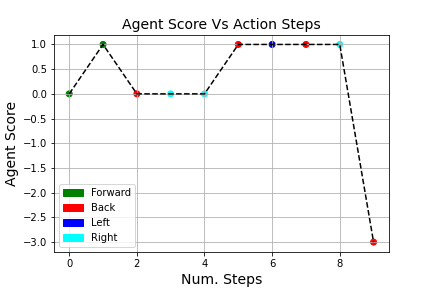 Agent Score Vs Action Steps
Agent Score
1.0
0.5
0.0
−0.5
−1.0
−1.5
−2.0
−2.5
−3.0
Forward
Back
Left
Right
0 2 4 6 8
Num. Steps